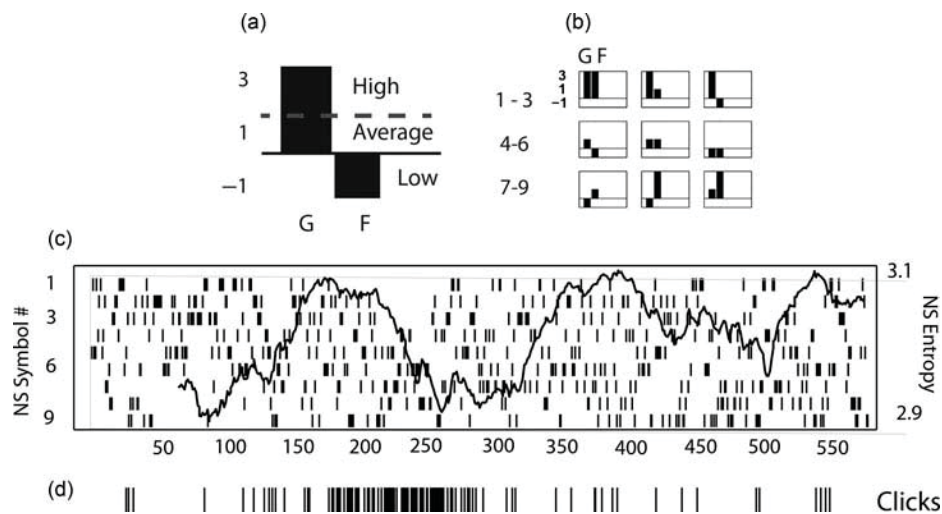 (a)
3
High
1
Average
−1
Low
G F
(b)
G F
1 - 3
3
1
−1
4-6
7-9
(c)
NS Symbol #
1
3
6
9
3.1
NS Entropy
2.9
50 100 150 200 250 300 350 400 450 500 550
(d)
Clicks